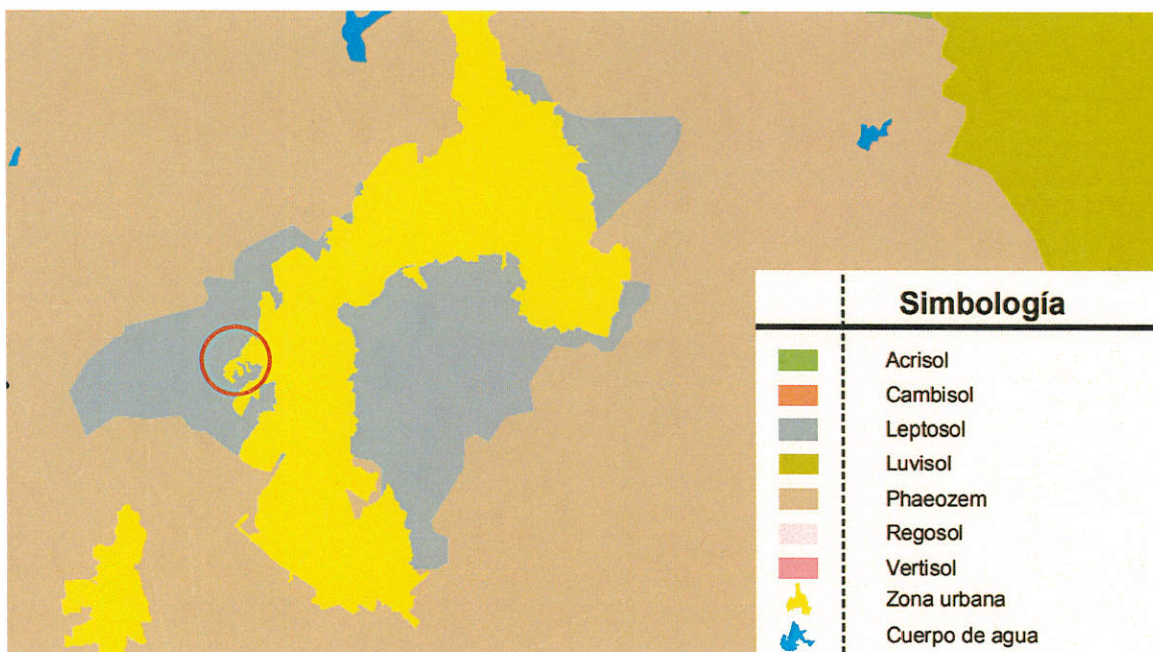 Simbología
Acrisol
Cambisol
Leptosol
Luvisol
Phaeozem
Regosol
Vertisol
Zona urbana
Cuerpo de agua